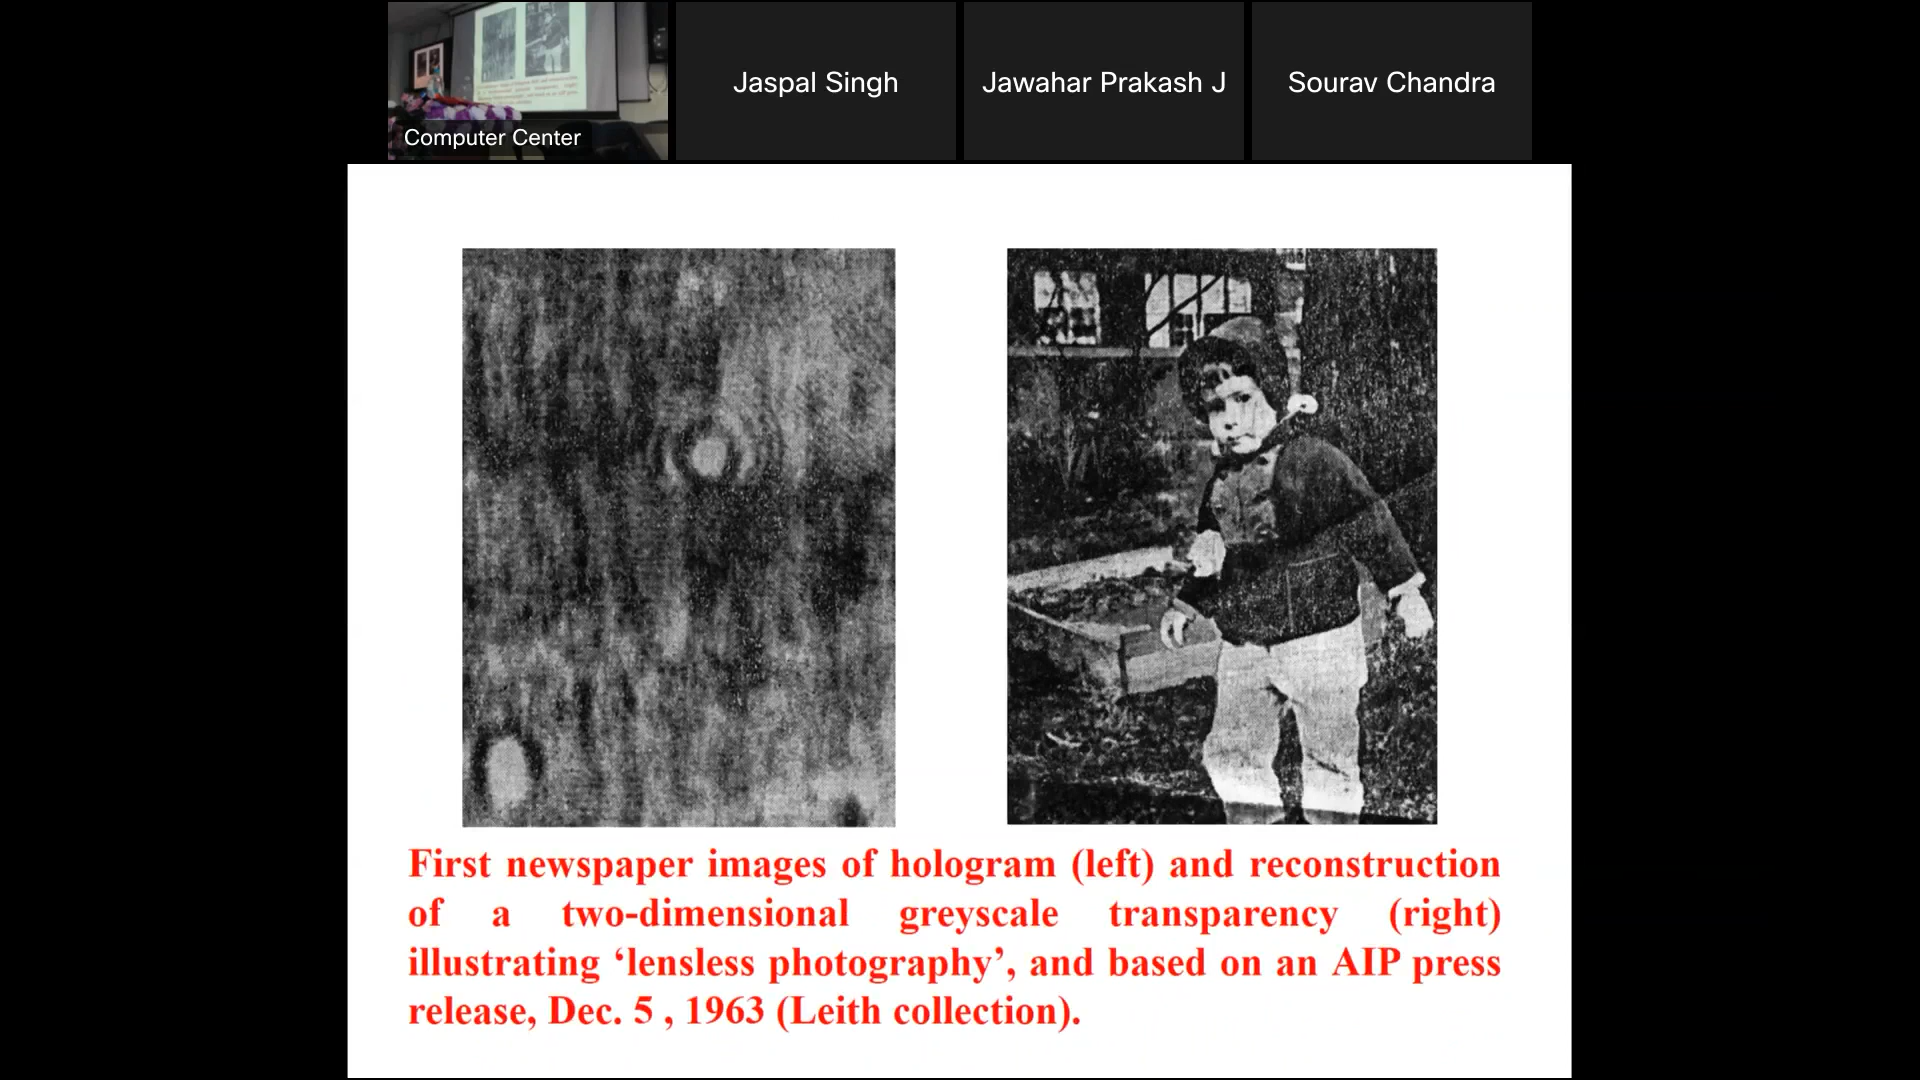 Computer Center
Jaspal Singh
Jawahar Prakash J
Sourav Chandra
First newspaper images of hologram (left) and reconstruction
of a two-dimensional greyscale transparency (right)
illustrating ‘lensless photography’, and based on an AIP press
release, Dec. 5 , 1963 (Leith collection).